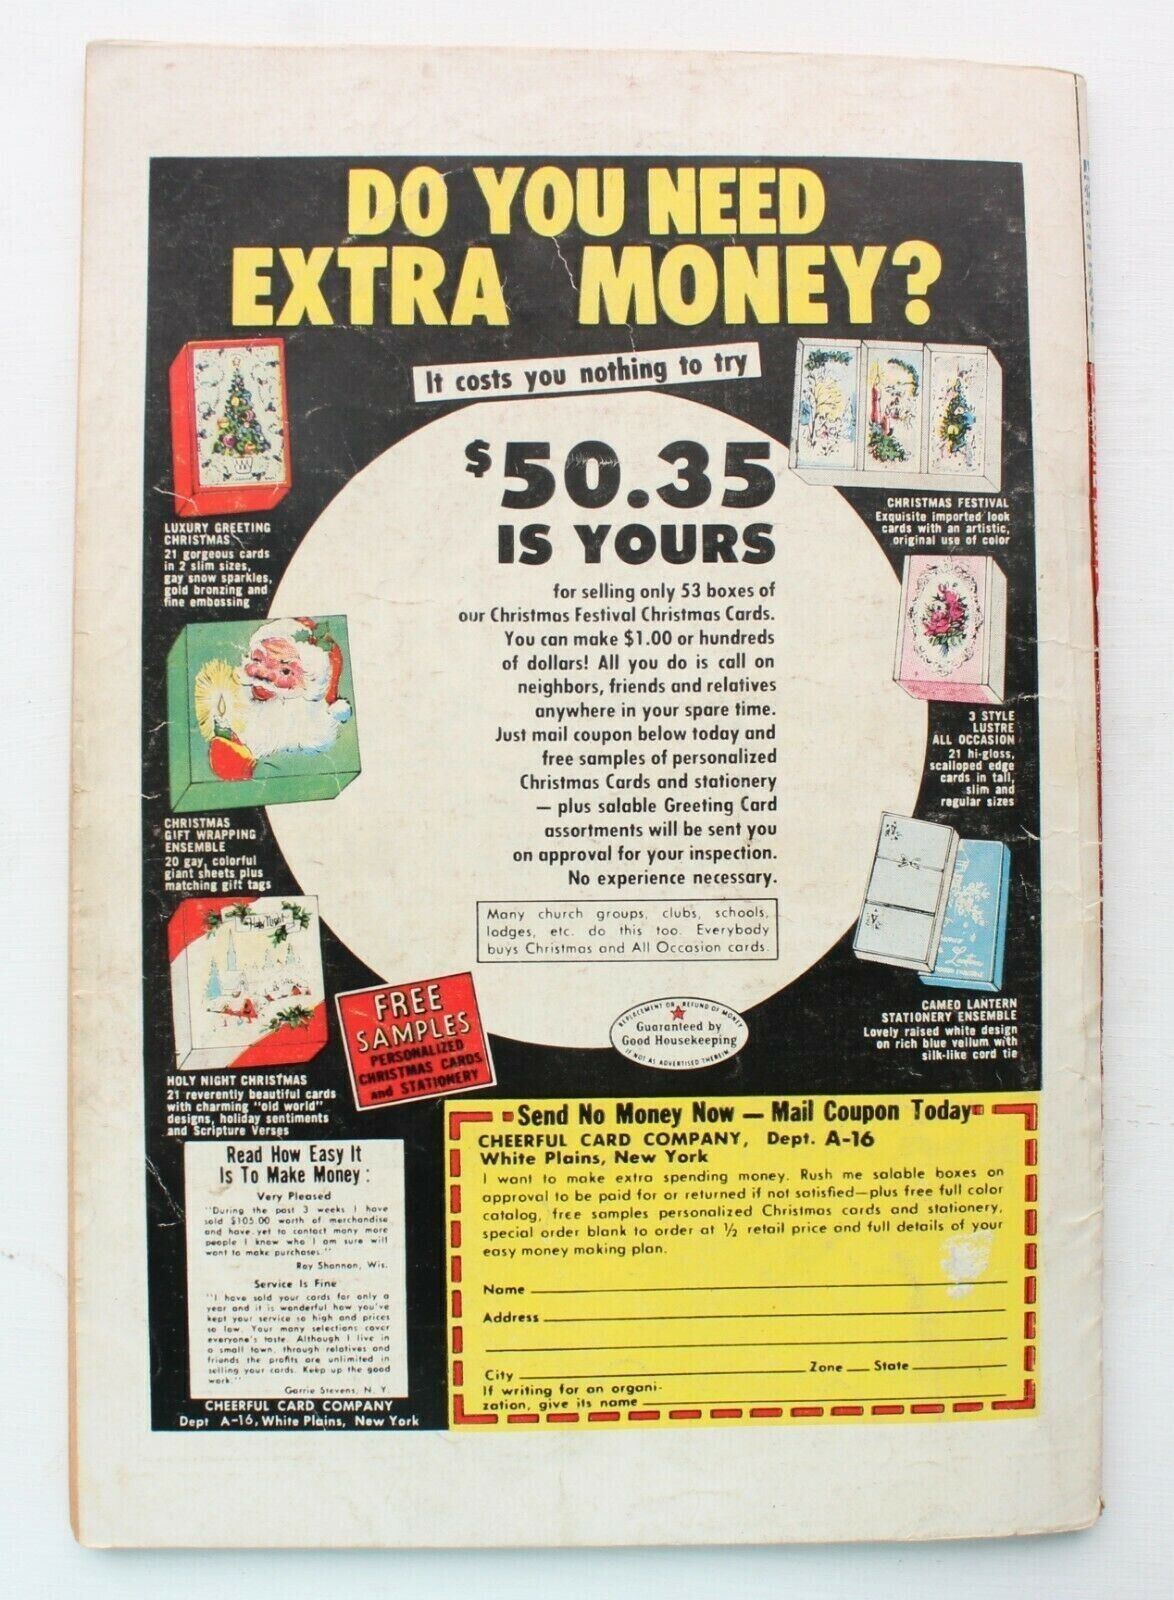 DO YOU NEED
EXTRA MONEY?
It costs you nothing to try
$50.35
IS YOURS
for selling only 53 boxes of
our Christmas Festival Christmas Cards.
You can make $1.00 or hundreds
of dollars! All you do is call on
neighbors, friends and relatives
anywhere in your spare time.
Just mail coupon below today and
free samples of personalized
Christmas Cards and stationery
— plus salable Greeting Card
assortments will be sent you
on approval for your inspection.
No experience necessary.
Many church groups, clubs, schools,
lodges, etc. do this too. Everybody
buys Christmas and All Occasion cards.
REPLACEMENT OR REFUND OF MONEY
Guaranteed by
Good Housekeeping
IF NOT AS ADVERTISED THEREIN
LUXURY GREETING
CHRISTMAS
21 gorgeous cards
in 2 slim sizes,
gay snow sparkles,
gold bronzing and
fine embossing
CHRISTMAS
GIFT WRAPPING
ENSEMBLE
20 gay, colorful
giant sheets plus
matching gift tags
Holy Night
HOLY NIGHT CHRISTMAS
21 reverently beautiful cards
with charming "old world"
designs, holiday sentiments
and Scripture Verses
FREE
SAMPLES
PERSONALIZED
CHRISTMAS CARDS
and STATIONERY
CHRISTMAS FESTIVAL
Exquisite imported look
cards with an artistic,
original use of color
3 STYLE
LUSTRE
ALL OCCASION
21 hi-gloss,
scalloped edge
cards in tall,
slim and
regular sizes
Lantern
CAMEO LANTERN
STATIONERY ENSEMBLE
Lovely raised white design
on rich blue vellum with
silk-like cord tie
Read How Easy It
Is To Make Money:
Very Pleased
"During the past 3 weeks I have
sold $105.00 worth of merchandise
and have yet to contact many more
people I know who I am sure will
want to make purchases."
Roy Shannon, Wis.
Service Is Fine
"I have sold your cards for only a
year and it is wonderful how you've
kept your service so high and prices
so low. Your many selections cover
everyone's taste. Although I live in
a small town, through relatives and
friends the profits are unlimited in
selling your cards. Keep up the good
work."
Garrie Stevens, N. Y.
CHEERFUL CARD COMPANY
Dept A-16, White Plains, New York
Send No Money Now — Mail Coupon Today
CHEERFUL CARD COMPANY, Dept. A-16
White Plains, New York
I want to make extra spending money. Rush me salable boxes on
approval to be paid for or returned if not satisfied—plus free full color
catalog, free samples personalized Christmas cards and stationery,
special order blank to order at ½ retail price and full details of your
easy money making plan.
Name
Address
City Zone State
If writing for an organi-
zation, give its name